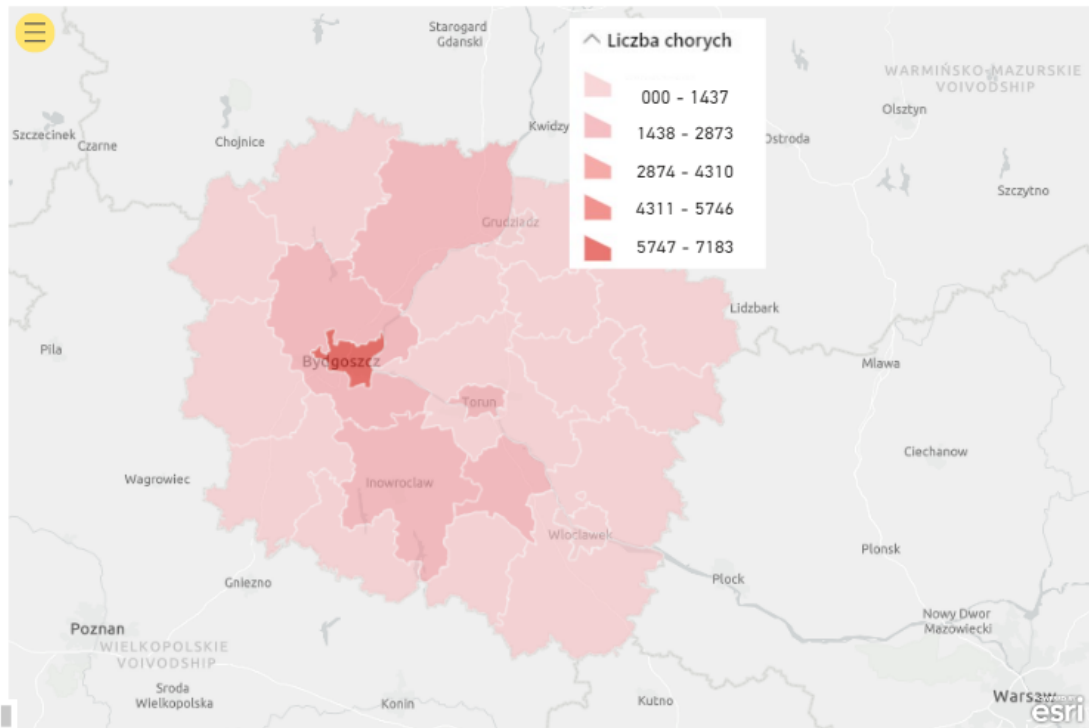 Starogard
Gdanski
Liczba chorych
000 - 1437
1438 - 2873
2874 - 4310
4311 - 5746
5747 - 7183
WARMIŃSKO-MAZURSKIE
VOIVODSHIP
Olsztyn
Szczecinek
Czarne
Chojnice
Kwidzy
Ostroda
Szczytno
Grudziadz
Lidzbark
Pila
Bydgoszcz
Mlawa
Torun
Ciechanow
Wagrowiec
Inowroclaw
Wloclawek
Plonsk
Gniezno
Plock
Nowy Dwor
Mazowiecki
Poznan
WIELKOPOLSKIE
VOIVODSHIP
Sroda
Wielkopolska
Konin
Kutno
Warsaw
esri